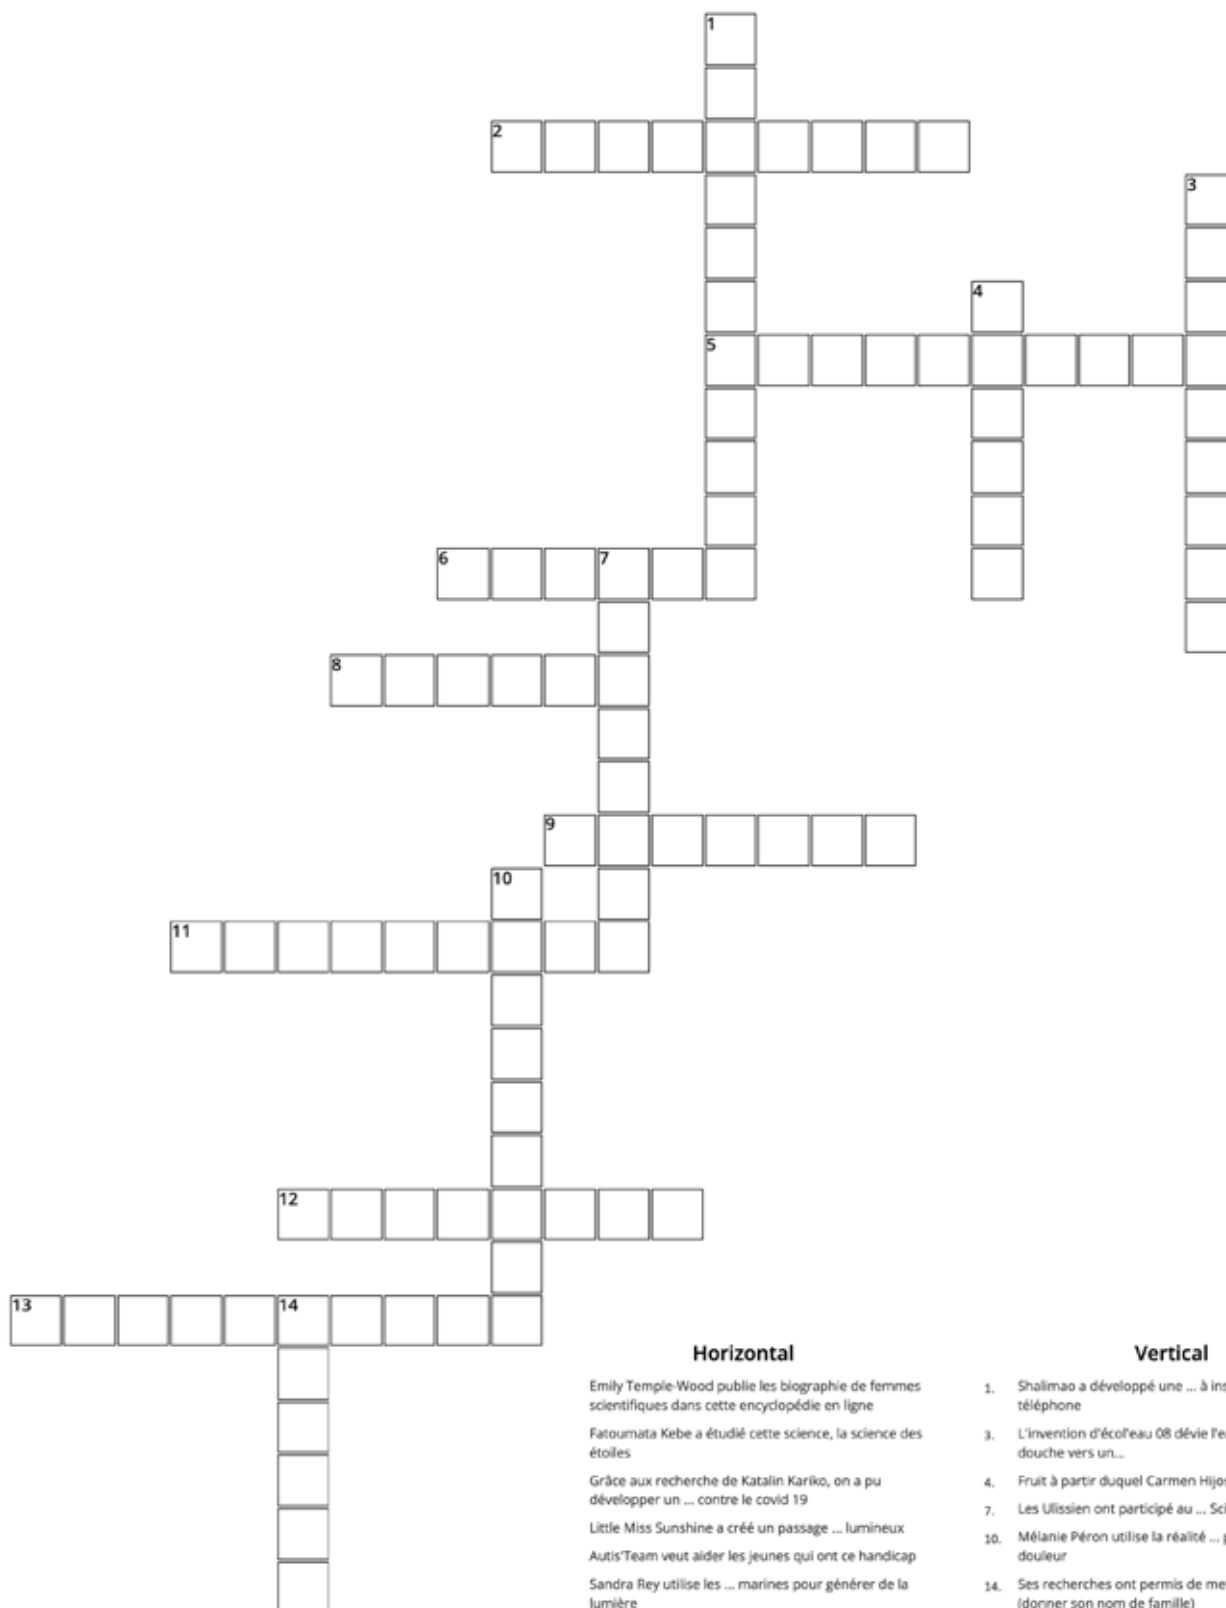 1
2
3
4
5
6
7
8
9
10
11
12
13
14
Horizontal
Emily Temple-Wood publie les biographie de femmes
scientifiques dans cette encyclopédie en ligne
Fatoumata Kebe a étudié cette science, la science des
étoiles
Grâce aux recherche de Katalin Kariko, on a pu
développer un ... contre le covid 19
Little Miss Sunshine a créé un passage ... lumineux
Autis'Team veut aider les jeunes qui ont ce handicap
Sandra Rey utilise les ... marines pour générer de la
lumière
Vertical
1. Shalimao a développé une ... à
téléphone
3. L'invention d'écol'eau 08 dévie
douche vers un...
4. Fruit à partir duquel Carmen
7. Les Ulissien ont participé au ...
10. Mélanie Péron utilise la réalité ...
douleur
14. Ses recherches ont permis de
(donner son nom de famille)